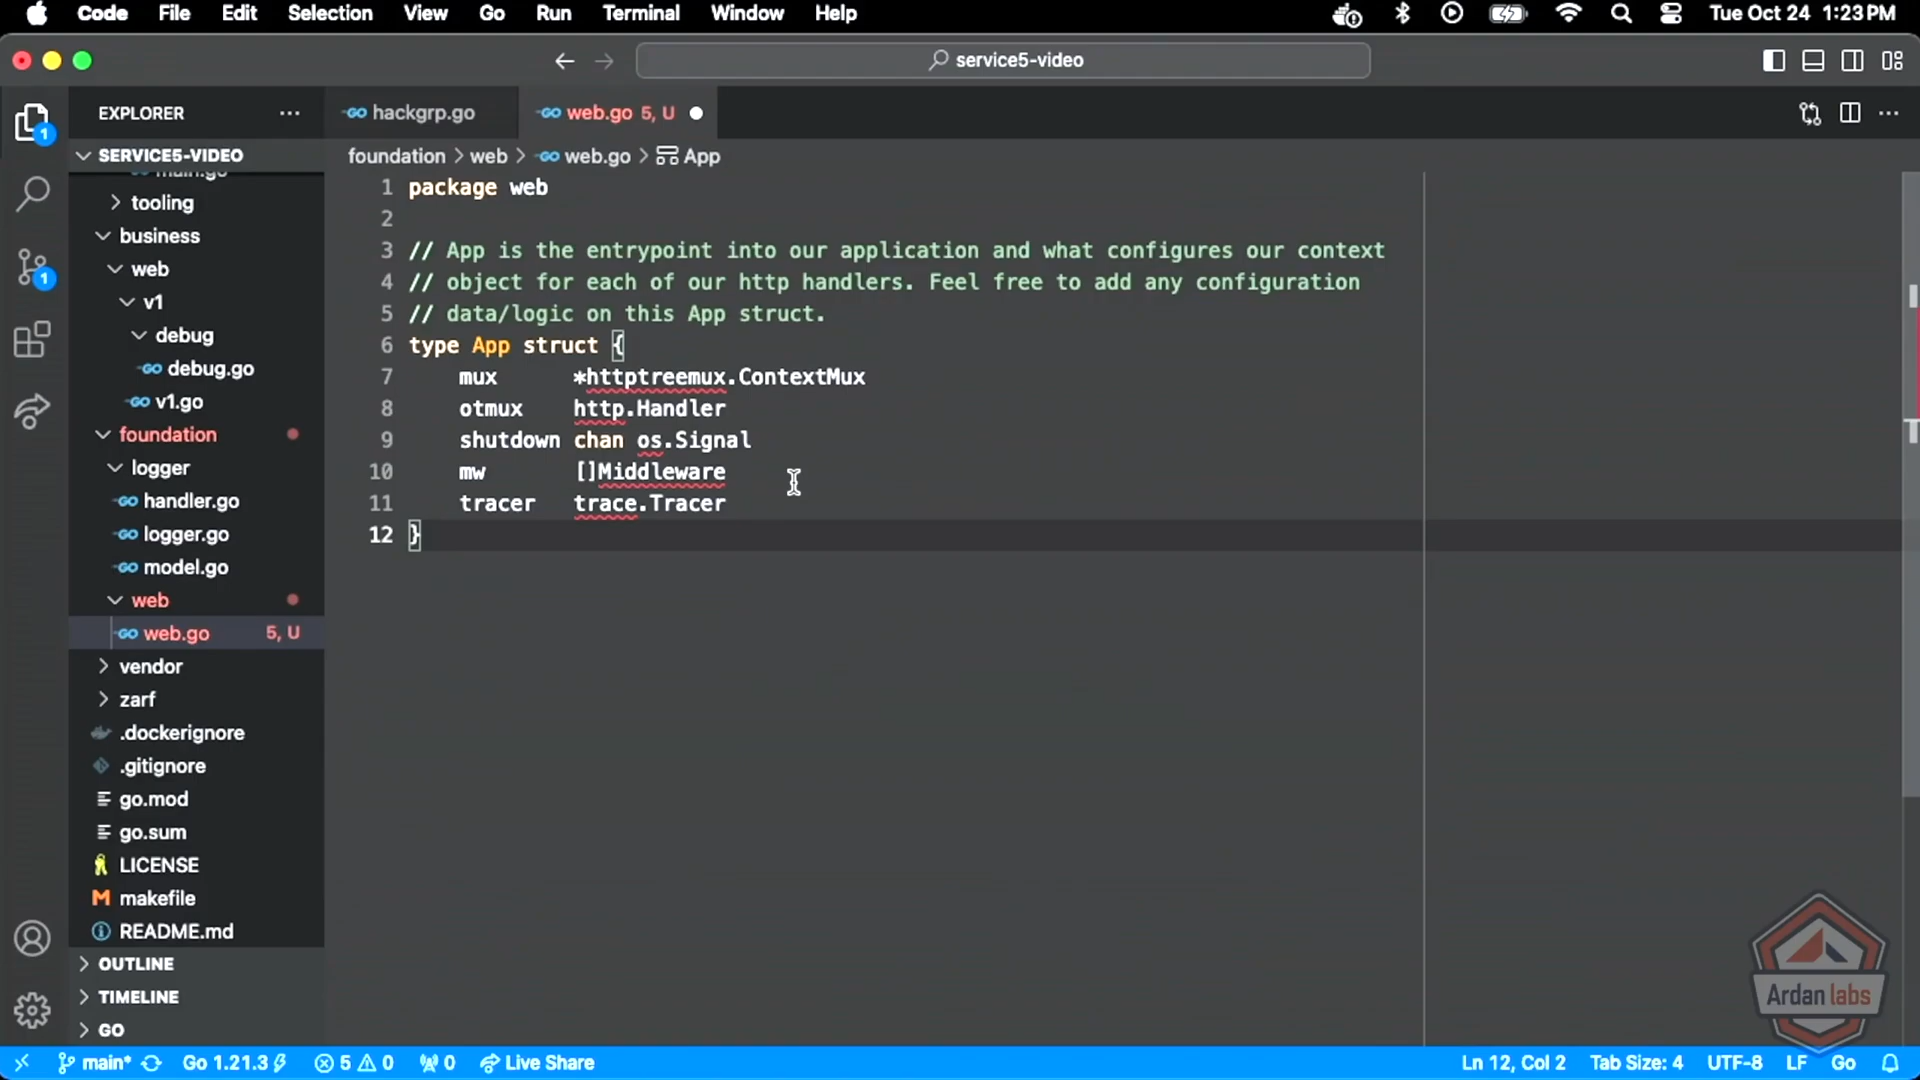 Code File Edit Selection View Go Run Terminal Window Help Tue Oct 24 1:23 PM
service5-video
EXPLORER
hackgrp.go
web.go 5, U
SERVICE5-VIDEO
foundation > web > web.go > App
main.go
tooling
business
web
v1
debug
debug.go
v1.go
foundation
logger
handler.go
logger.go
model.go
web
web.go 5, U
vendor
zarf
.dockerignore
.gitignore
go.mod
go.sum
LICENSE
makefile
README.md
OUTLINE
TIMELINE
GO
1 package web
2
3 // App is the entrypoint into our application and what configures our context
4 // object for each of our http handlers. Feel free to add any configuration
5 // data/logic on this App struct.
6 type App struct {
7 mux *httptreemux.ContextMux
8 otmux http.Handler
9 shutdown chan os.Signal
10 mw []Middleware
11 tracer trace.Tracer
12 }
Ardan labs
main* Go 1.21.3 5 0 0 Live Share Ln 12, Col 2 Tab Size: 4 UTF-8 LF Go